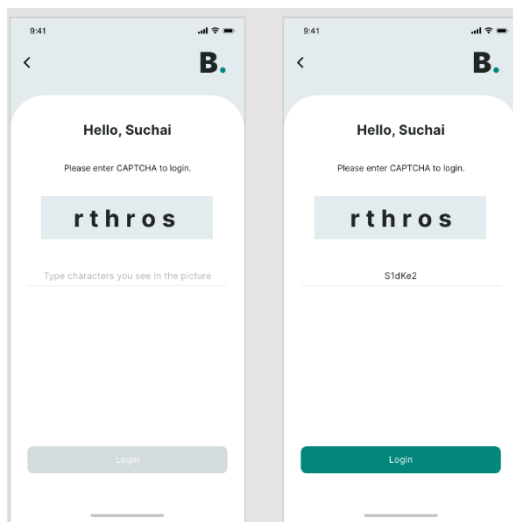 9:41
B.
Hello, Suchai
Please enter CAPTCHA to login.
rthros
Type characters you see in the picture
Login
9:41
B.
Hello, Suchai
Please enter CAPTCHA to login.
rthros
S1dKe2
Login